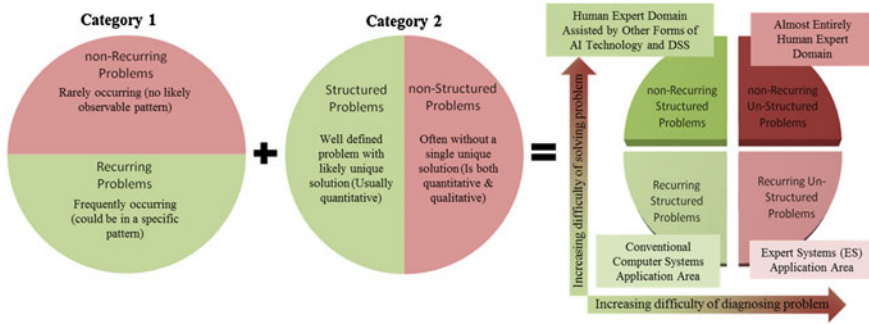 Category 1
non-Recurring
Problems
Rarely occurring (no likely
observable pattern)
Recurring
Problems
Frequently occurring
(could be in a specific
pattern)
+
Category 2
Structured
Problems
Well defined
problem with
likely unique
solution (Usually
quantitative)
non-Structured
Problems
Often without a
single unique
solution (Is both
quantitative &
qualitative)
=
Human Expert Domain
Assisted by Other Forms of
AI Technology and DSS
Almost Entirely
Human Expert
Domain
Increasing difficulty of solving problem
non-Recurring
Structured
Problems
non-Recurring
Un-Structured
Problems
Recurring
Structured
Problems
Recurring Un-
Structured
Problems
Conventional
Computer Systems
Application Area
Expert Systems (ES)
Application Area
Increasing difficulty of diagnosing problem